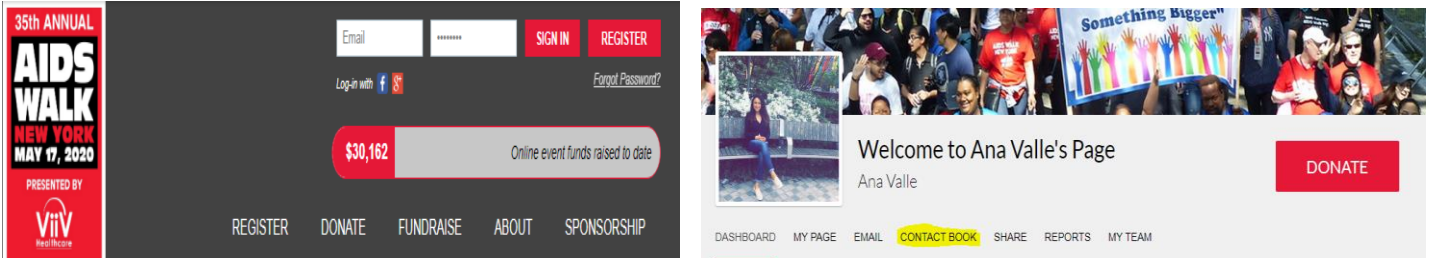 35th ANNUAL
AIDS
WALK
NEW YORK
MAY 17, 2020
PRESENTED BY
ViiV
Healthcare
Email
••••••••
SIGN IN
REGISTER
Log-in with f g+
Forgot Password?
$30,162
Online event funds raised to date
REGISTER DONATE FUNDRAISE ABOUT SPONSORSHIP
Something Bigger"
Welcome to Ana Valle's Page
Ana Valle
DONATE
DASHBOARD MY PAGE EMAIL CONTACT BOOK SHARE REPORTS MY TEAM